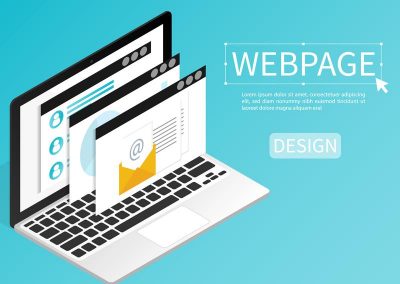 WEBPAGE
Lorem ipsum dolor sit amet, consectetuer
adipiscing elit, sed diam nonummy nibh euismod
tincidunt ut laoreet dolore
magna aliquam erat
DESIGN
@